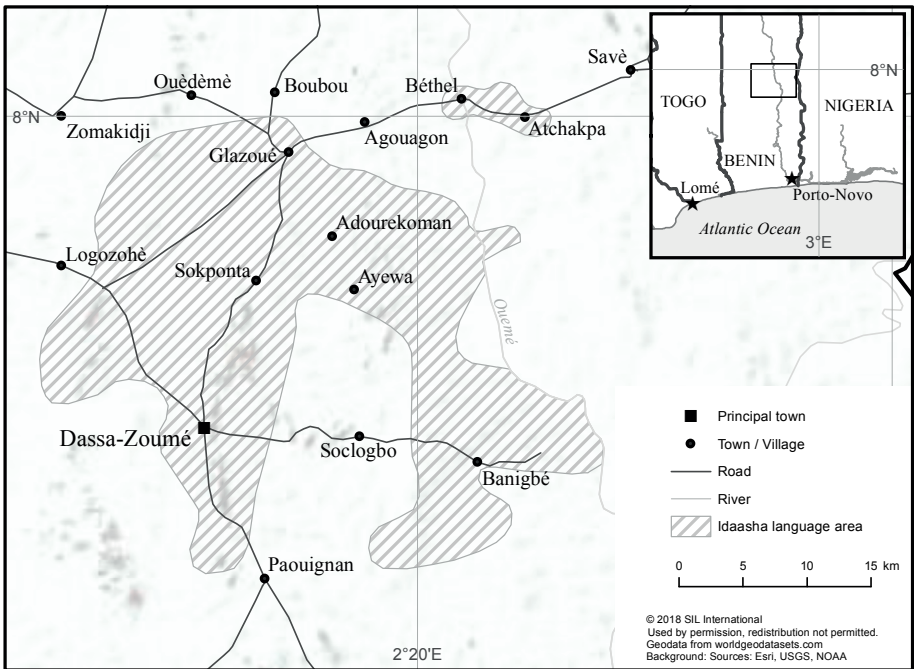 Savè
Ouèdèmè
Boubou
Béthel
8°N
Zomakidji
Agouagon
Atchakpa
Glazoué
Adourekoman
Logozohè
Sokponta
Ayewa
Ouemé
Dassa-Zoumé
Soclogbo
Banigbé
Paouignan
2°20'E
8°N
TOGO
NIGERIA
BENIN
Lomé
Porto-Novo
Atlantic Ocean
3°E
Principal town
Town / Village
Road
River
Idaasha language area
0 5 10 15 km
© 2018 SIL International
Used by permission, redistribution not permitted.
Geodata from worldgeodatasets.com
Background: Sources: Esri, USGS, NOAA